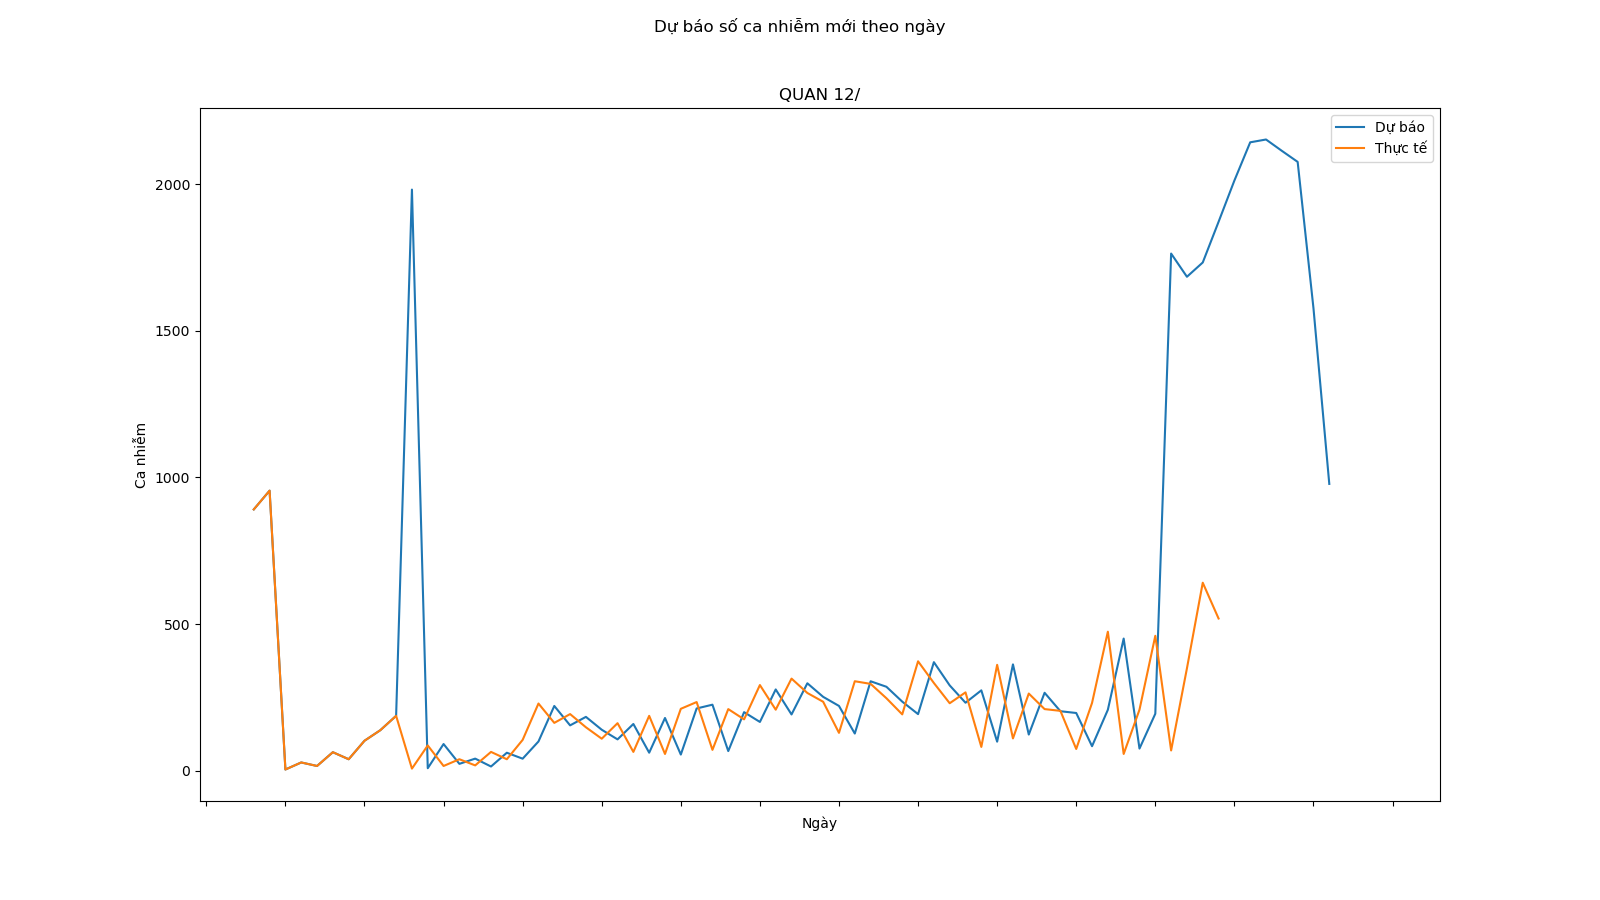 Dự báo số ca nhiễm mới theo ngày
QUAN 12/
Dự báo
Thực tế
2000
1500
1000
500
0
Ca nhiễm
Ngày